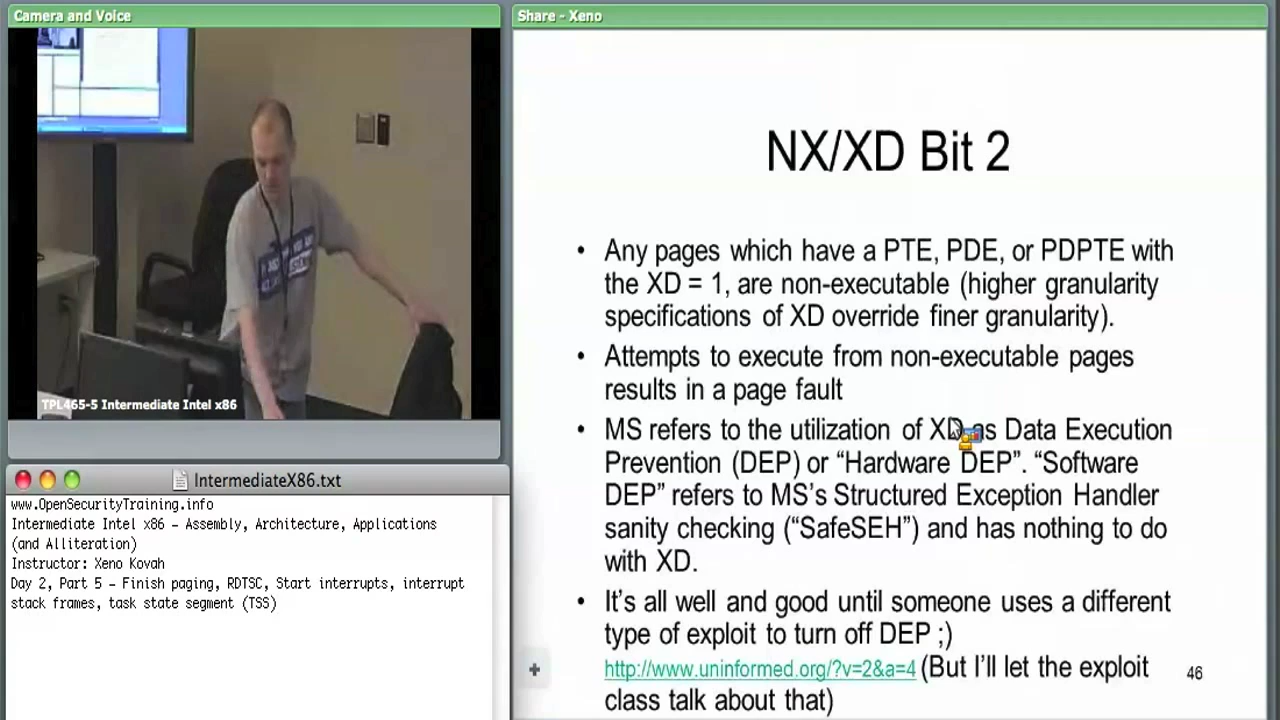 Camera and Voice
TPL465-5 Intermediate Intel x86
IntermediateX86.txt
www.OpenSecurityTraining.info
Intermediate Intel x86 – Assembly, Architecture, Applications
(and Alliteration)
Instructor: Xeno Kovah
Day 2, Part 5 – Finish paging, RDTSC, Start interrupts, interrupt
stack frames, task state segment (TSS)
Share - Xeno
NX/XD Bit 2
• Any pages which have a PTE, PDE, or PDPTE with
the XD = 1, are non-executable (higher granularity
specifications of XD override finer granularity).
• Attempts to execute from non-executable pages
results in a page fault
• MS refers to the utilization of XD as Data Execution
Prevention (DEP) or “Hardware DEP”. “Software
DEP” refers to MS’s Structured Exception Handler
sanity checking (“SafeSEH”) and has nothing to do
with XD.
• It’s all well and good until someone uses a different
type of exploit to turn off DEP ;)
http://www.uninformed.org/?v=2&a=4 (But I’ll let the exploit
class talk about that)
46